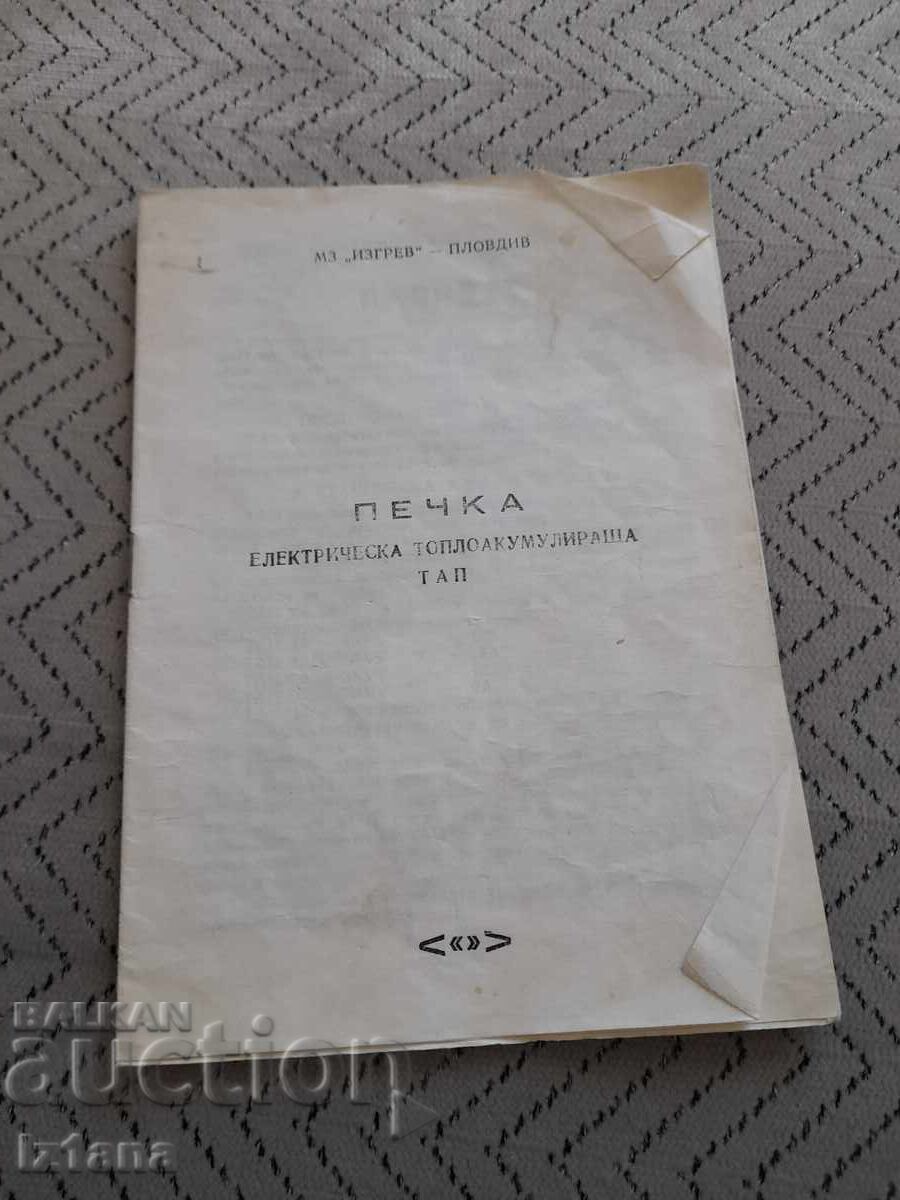 МЗ „ИЗГРЕВ" — ПЛОВДИВ
ПЕЧКА
ЕЛЕКТРИЧЕСКА ТОПЛОАКУМУЛИРАЩА
ТАП
<«»>
BALKAN
auction
iz1ana